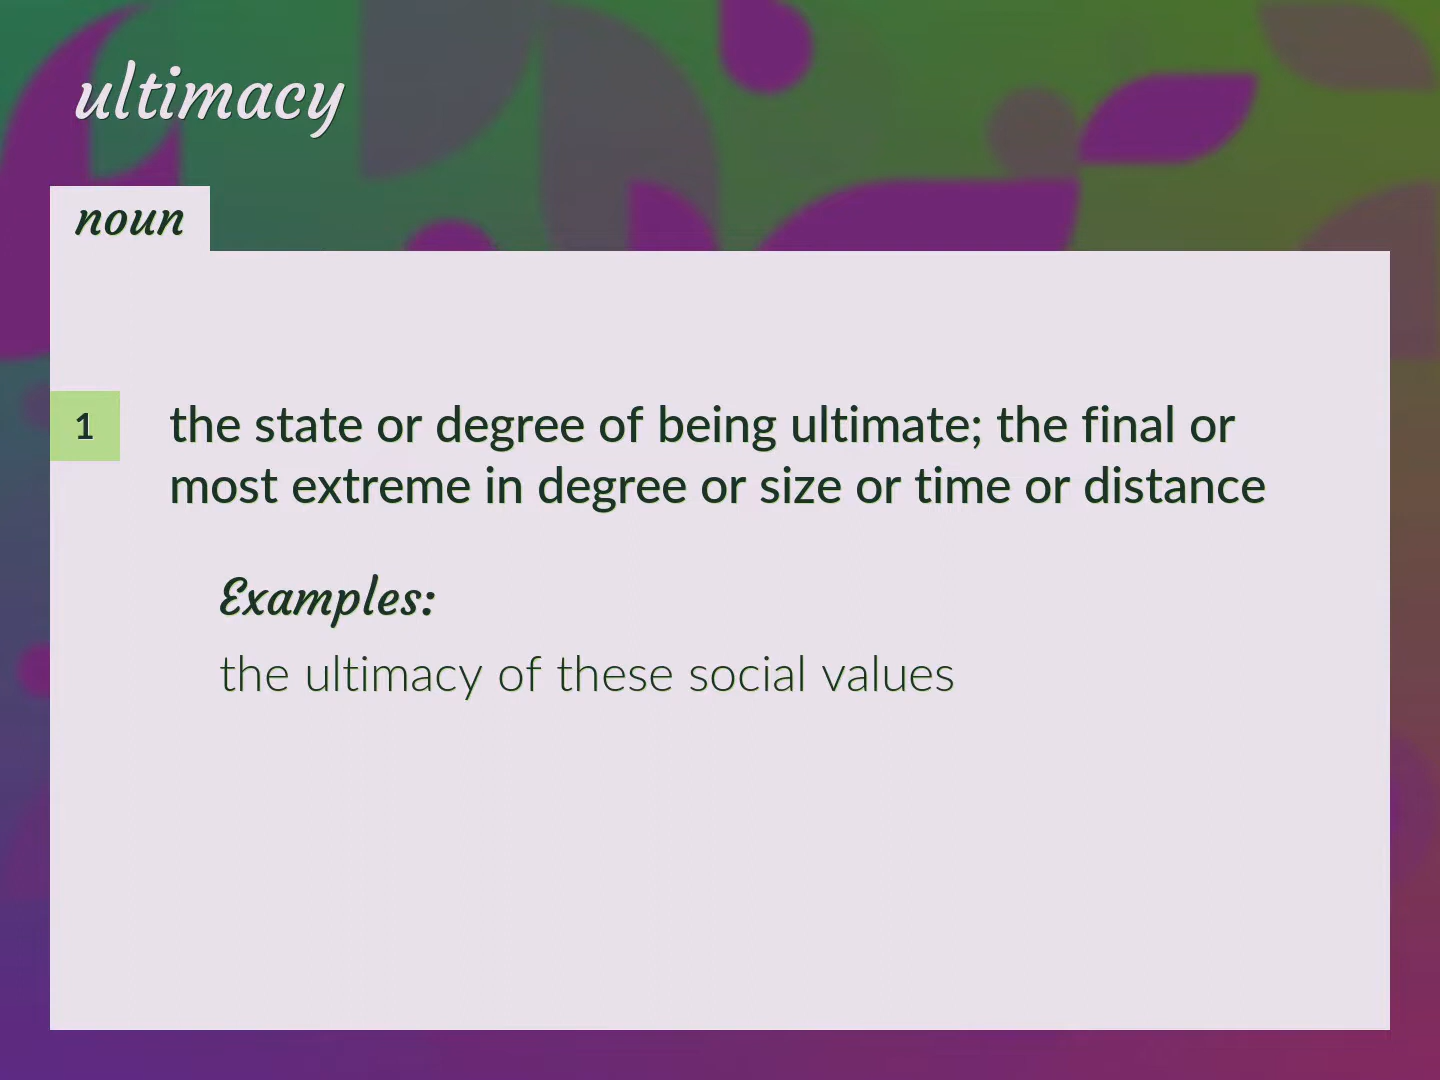 ultimacy
noun
1
the state or degree of being ultimate; the final or
most extreme in degree or size or time or distance
Examples:
the ultimacy of these social values